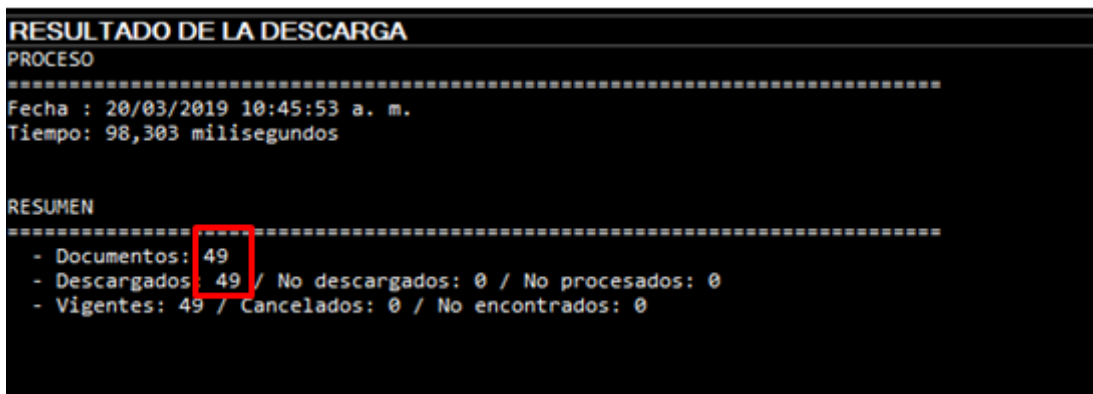 RESULTADO DE LA DESCARGA
PROCESO
================================================================================
Fecha : 20/03/2019 10:45:53 a. m.
Tiempo: 98,303 milisegundos
RESUMEN
================================================================================
- Documentos: 49
- Descargados: 49 / No descargados: 0 / No procesados: 0
- Vigentes: 49 / Cancelados: 0 / No encontrados: 0